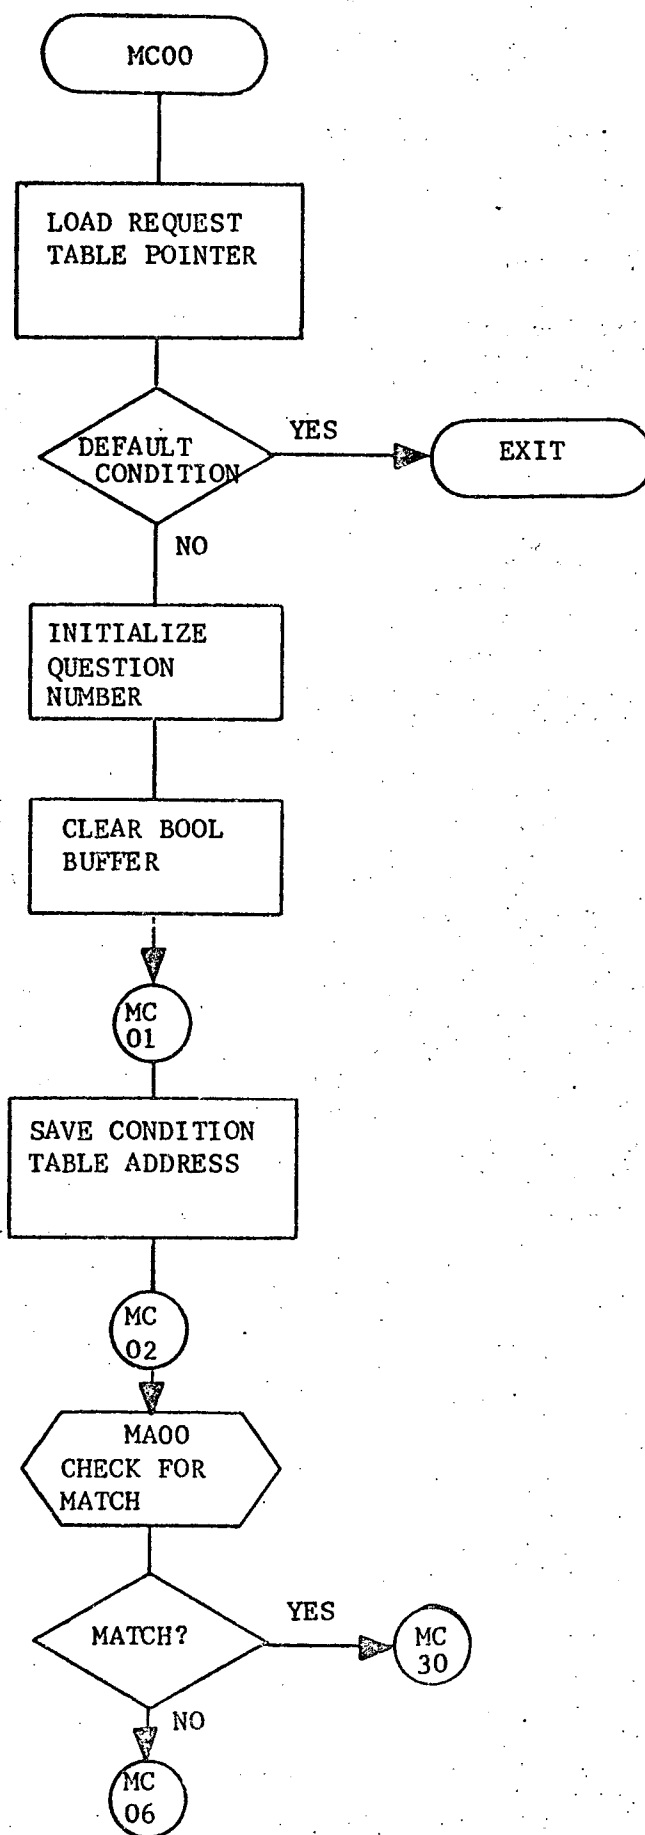 MC00
LOAD REQUEST
TABLE POINTER
DEFAULT
CONDITION
YES
EXIT
NO
INITIALIZE
QUESTION
NUMBER
CLEAR BOOL
BUFFER
MC
01
SAVE CONDITION
TABLE ADDRESS
MC
02
MA00
CHECK FOR
MATCH
MATCH?
YES
MC
30
NO
MC
06